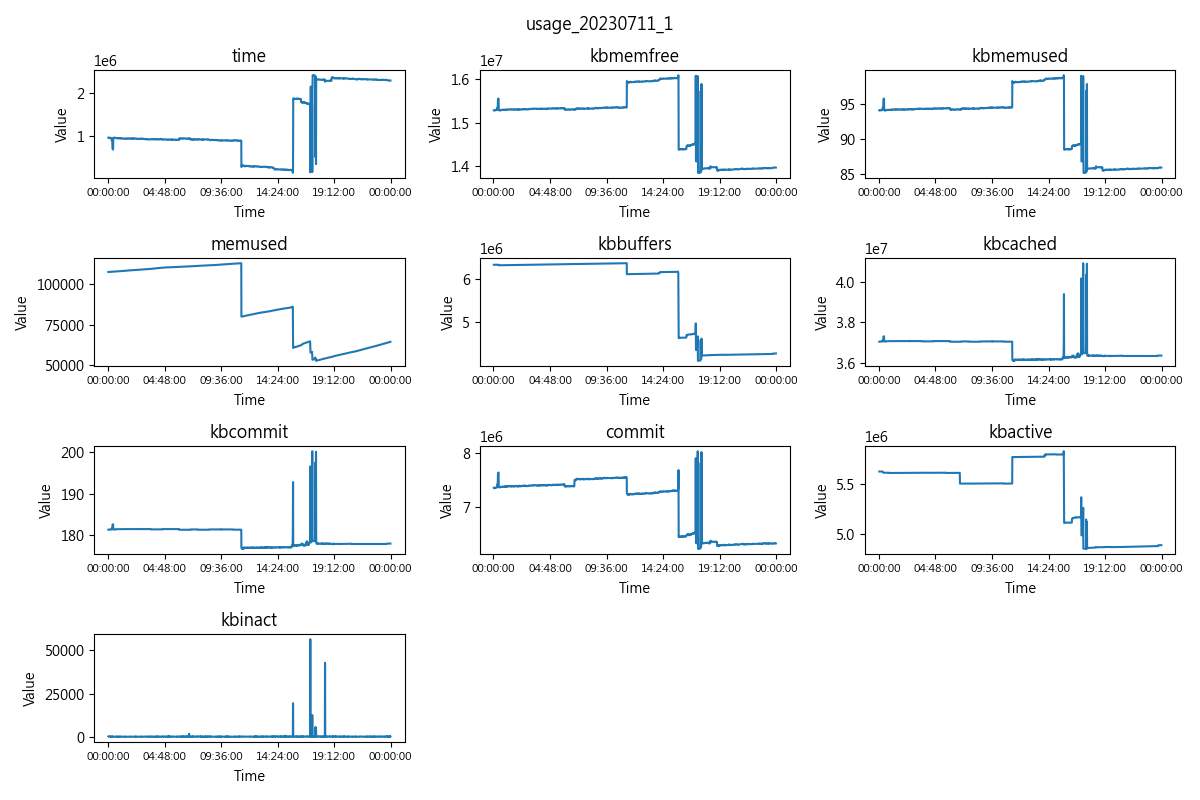 usage_20230711_1
time
1e6
Value
2
1
00:00:00 04:48:00 09:36:00 14:24:00 19:12:00 00:00:00
Time
kbmemfree
1e7
Value
1.6
1.5
1.4
00:00:00 04:48:00 09:36:00 14:24:00 19:12:00 00:00:00
Time
kbmemused
Value
95
90
85
00:00:00 04:48:00 09:36:00 14:24:00 19:12:00 00:00:00
Time
memused
Value
100000
75000
50000
00:00:00 04:48:00 09:36:00 14:24:00 19:12:00 00:00:00
Time
kbbuffers
1e6
Value
6
5
00:00:00 04:48:00 09:36:00 14:24:00 19:12:00 00:00:00
Time
kbcached
1e7
Value
4.0
3.8
3.6
00:00:00 04:48:00 09:36:00 14:24:00 19:12:00 00:00:00
Time
kbcommit
Value
200
190
180
00:00:00 04:48:00 09:36:00 14:24:00 19:12:00 00:00:00
Time
commit
1e6
Value
8
7
00:00:00 04:48:00 09:36:00 14:24:00 19:12:00 00:00:00
Time
kbactive
1e6
Value
5.5
5.0
00:00:00 04:48:00 09:36:00 14:24:00 19:12:00 00:00:00
Time
kbinact
Value
50000
25000
0
00:00:00 04:48:00 09:36:00 14:24:00 19:12:00 00:00:00
Time